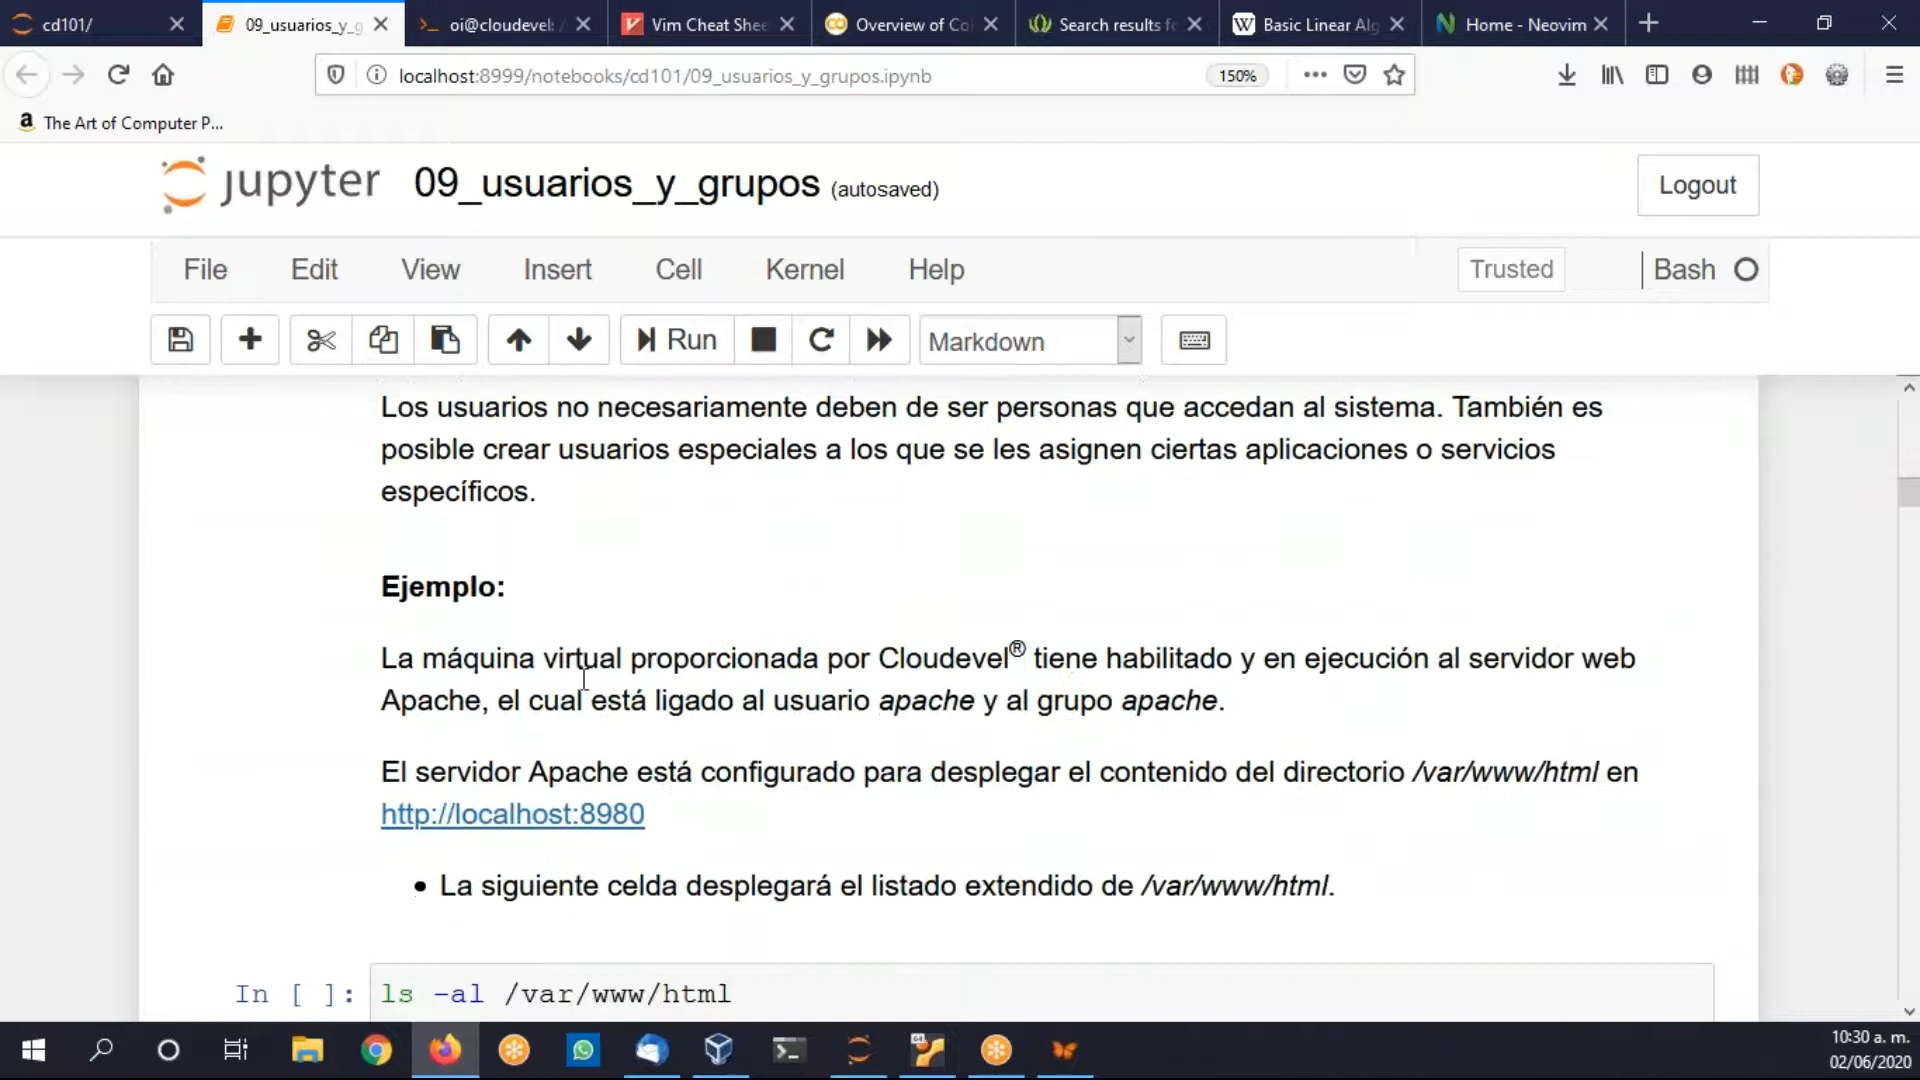 cd101/
09_usuarios_y_g
oi@cloudevel: /
Vim Cheat Shee
Overview of Co
Search results fo
Basic Linear Alg
Home - Neovim
localhost:8999/notebooks/cd101/09_usuarios_y_grupos.ipynb
150%
The Art of Computer P...
jupyter
09_usuarios_y_grupos (autosaved)
Logout
File
Edit
View
Insert
Cell
Kernel
Help
Trusted
Bash
Run
Markdown
Los usuarios no necesariamente deben de ser personas que accedan al sistema. También es
posible crear usuarios especiales a los que se les asignen ciertas aplicaciones o servicios
específicos.
Ejemplo:
La máquina virtual proporcionada por Cloudevel® tiene habilitado y en ejecución al servidor web
Apache, el cual está ligado al usuario apache y al grupo apache.
El servidor Apache está configurado para desplegar el contenido del directorio /var/www/html en
http://localhost:8980
• La siguiente celda desplegará el listado extendido de /var/www/html.
In [ ]: ls -al /var/www/html
10:30 a. m.
02/06/2020